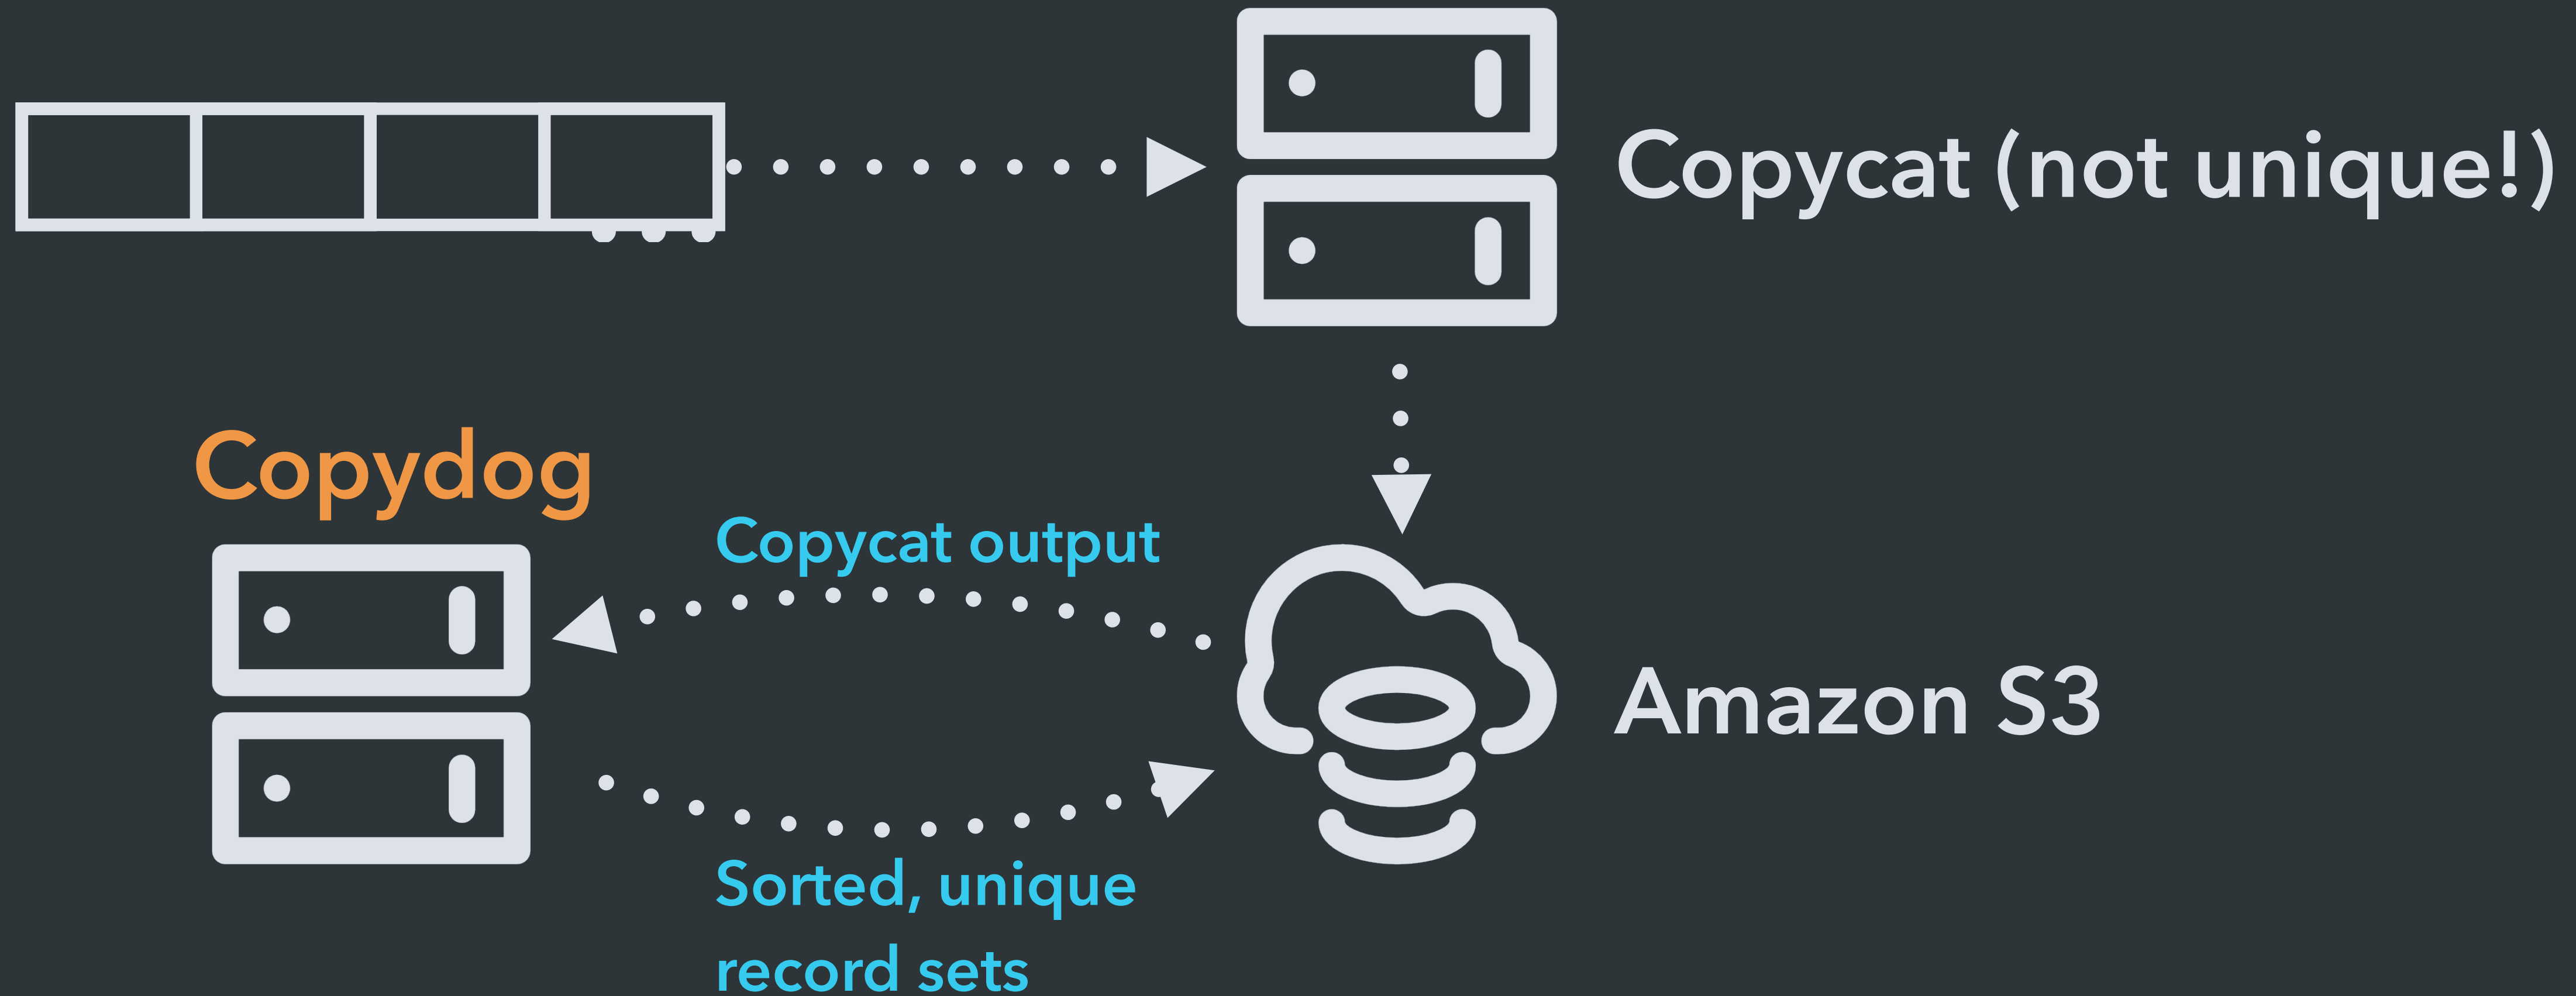 Copycat (not unique!)
Copydog
Copycat output
Amazon S3
Sorted, unique
record sets